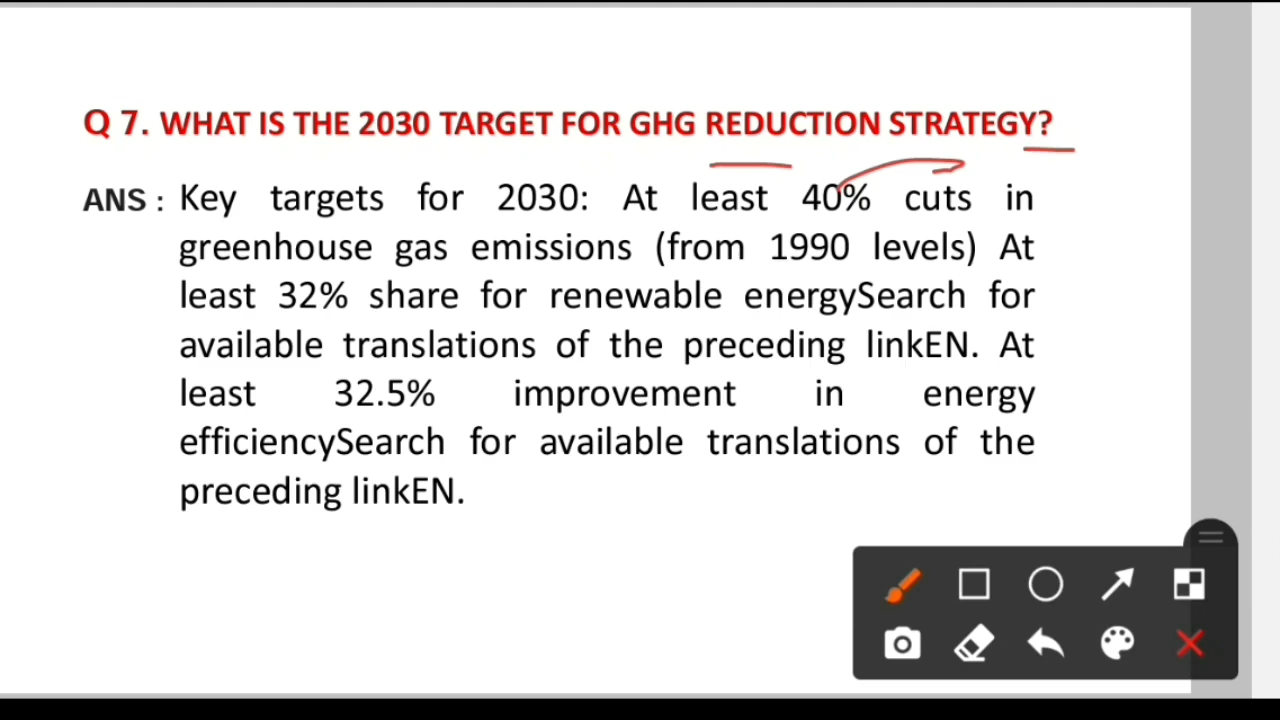 Q 7. WHAT IS THE 2030 TARGET FOR GHG REDUCTION STRATEGY?
ANS : Key targets for 2030: At least 40% cuts in
greenhouse gas emissions (from 1990 levels) At
least 32% share for renewable energySearch for
available translations of the preceding linkEN. At
least 32.5% improvement in energy
efficiencySearch for available translations of the
preceding linkEN.